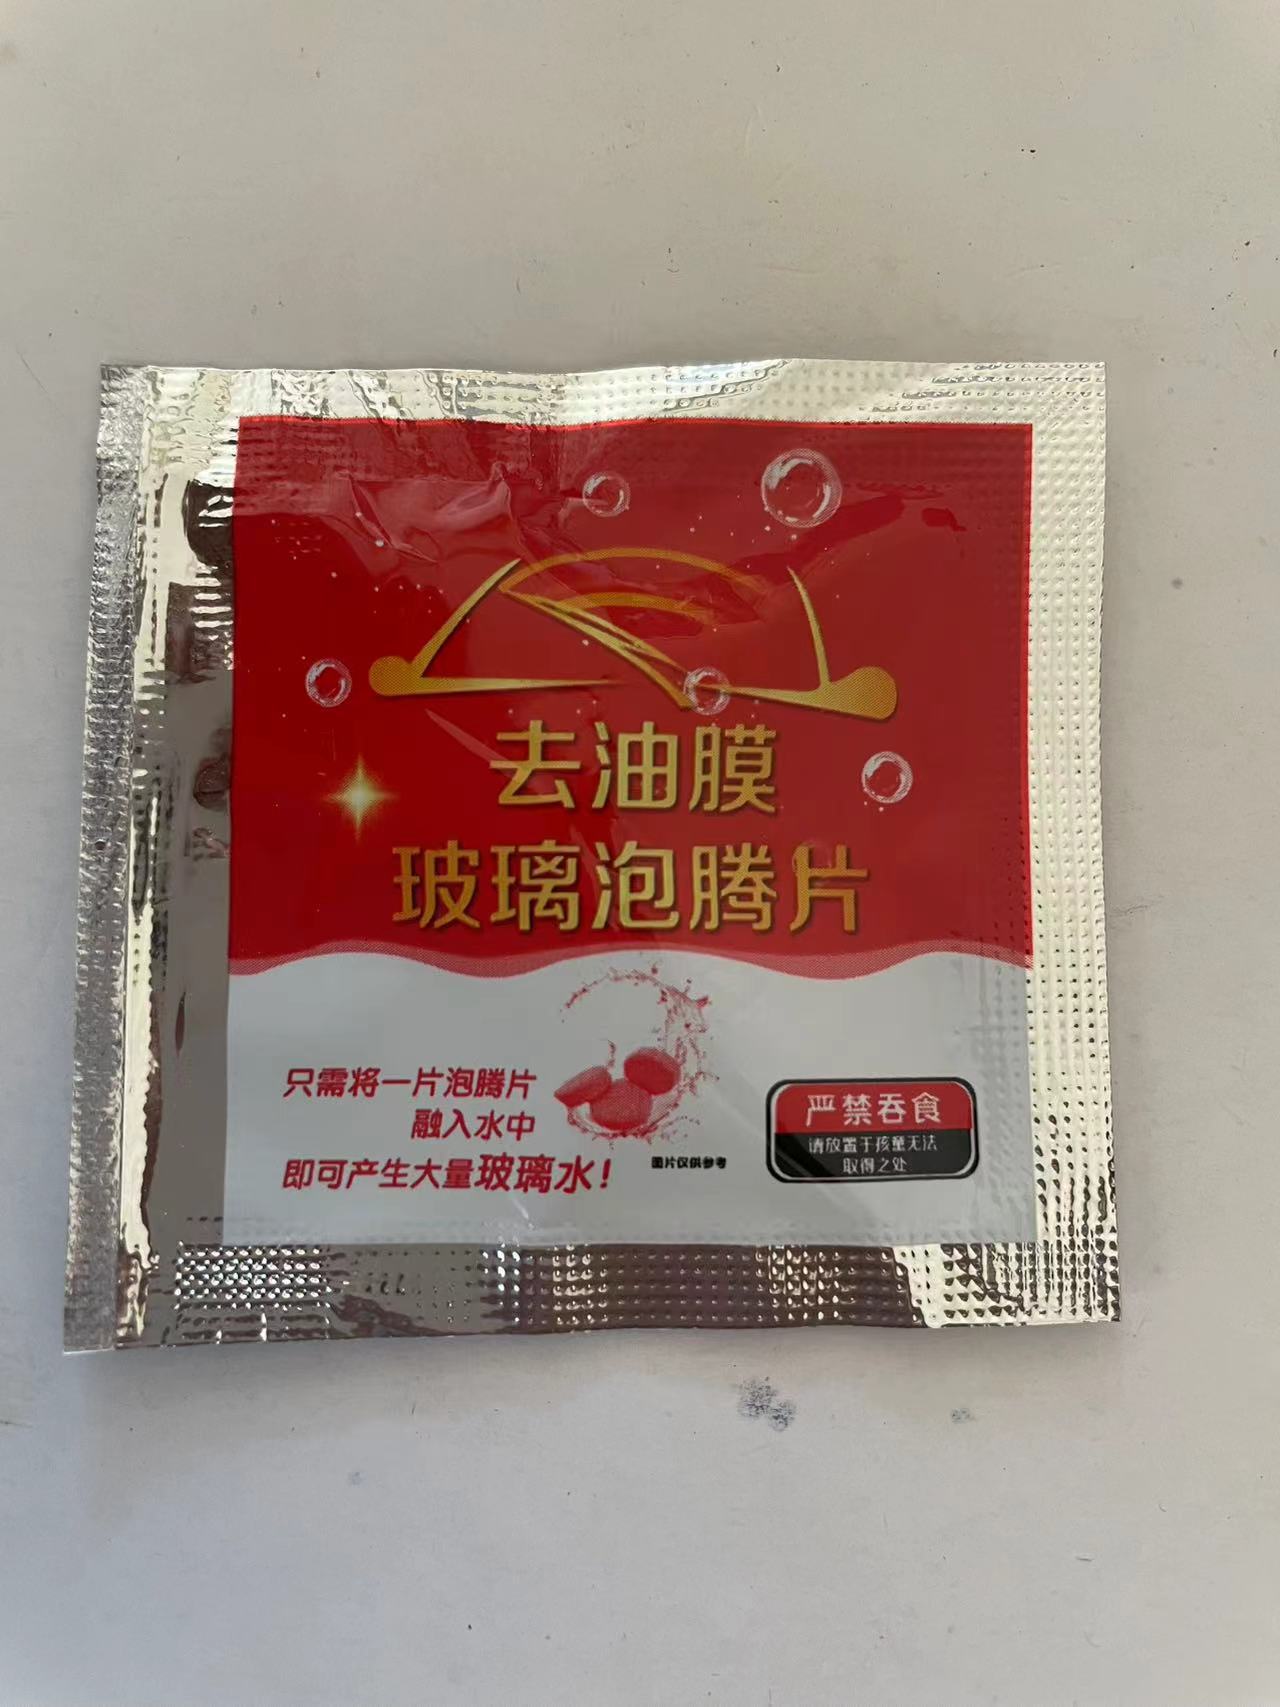 去油膜
玻璃泡腾片
只需将一片泡腾片
融入水中
即可产生大量玻璃水！
图片仅供参考
严禁吞食
请放置于孩童无法
取得之处